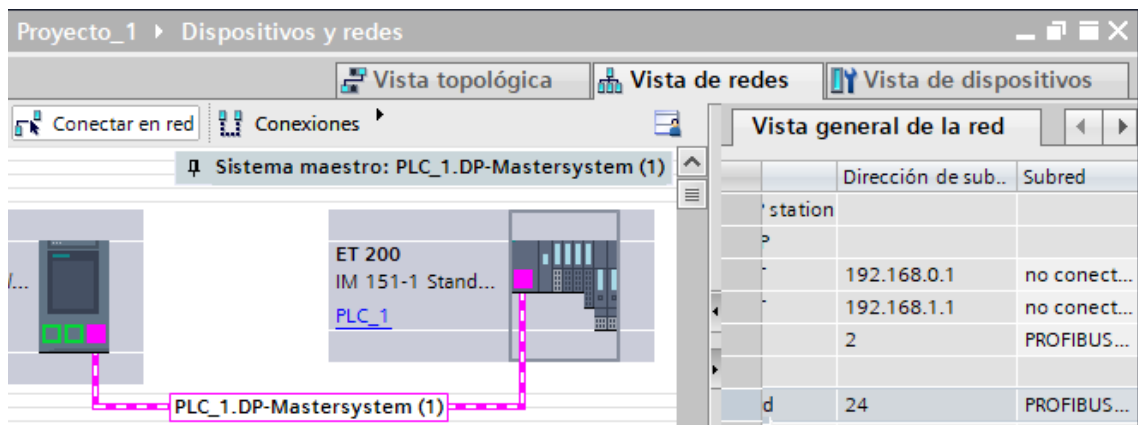 Proyecto_1 ▸ Dispositivos y redes
Vista topológica Vista de redes Vista de dispositivos
Conectar en red Conexiones
Sistema maestro: PLC_1.DP-Mastersystem (1)
ET 200
IM 151-1 Stand...
PLC_1
PLC_1.DP-Mastersystem (1)
Vista general de la red
Dirección de sub.. Subred
station
192.168.0.1 no conect...
192.168.1.1 no conect...
2 PROFIBUS...
d 24 PROFIBUS...